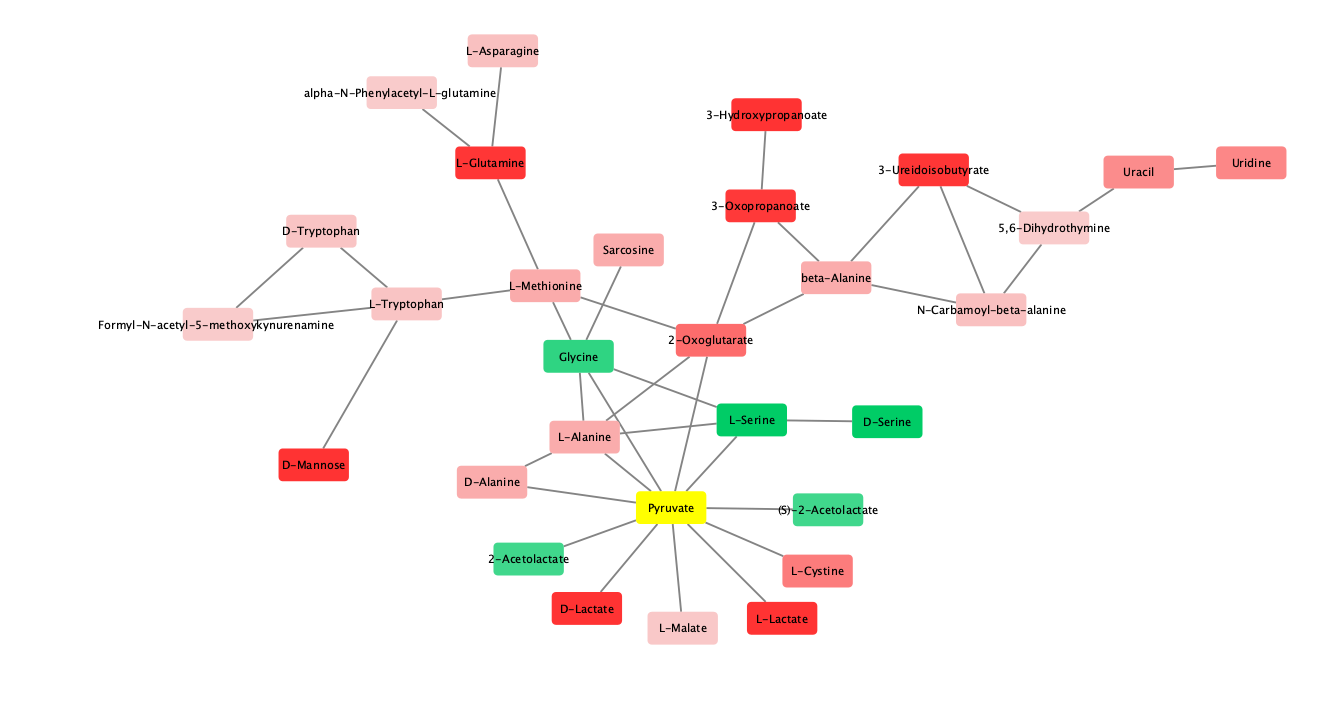 L-Asparagine
alpha-N-Phenylacetyl-L-glutamine
3-Hydroxypropanoate
L-Glutamine
3-Ureidoisobutyrate
Uracil
Uridine
3-Oxopropanoate
D-Tryptophan
5,6-Dihydrothymine
Sarcosine
L-Methionine
beta-Alanine
L-Tryptophan
N-Carbamoyl-beta-alanine
Formyl-N-acetyl-5-methoxykynurenamine
2-Oxoglutarate
Glycine
L-Serine
D-Serine
L-Alanine
D-Mannose
D-Alanine
Pyruvate
(S)-2-Acetolactate
2-Acetolactate
L-Cystine
D-Lactate
L-Malate
L-Lactate